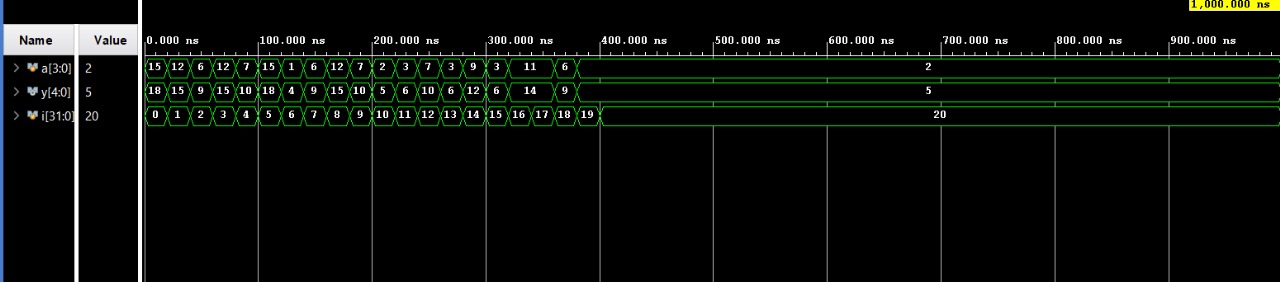 1,000.000 ns
Name Value
0.000 ns 100.000 ns 200.000 ns 300.000 ns 400.000 ns 500.000 ns 600.000 ns 700.000 ns 800.000 ns 900.000 ns
a[3:0] 2 15 12 6 12 7 15 1 6 12 7 2 3 7 3 9 3 11 6 2
y[4:0] 5 18 15 9 15 10 18 4 9 15 10 5 6 10 6 12 6 14 9 5
i[31:0] 20 0 1 2 3 4 5 6 7 8 9 10 11 12 13 14 15 16 17 18 19 20